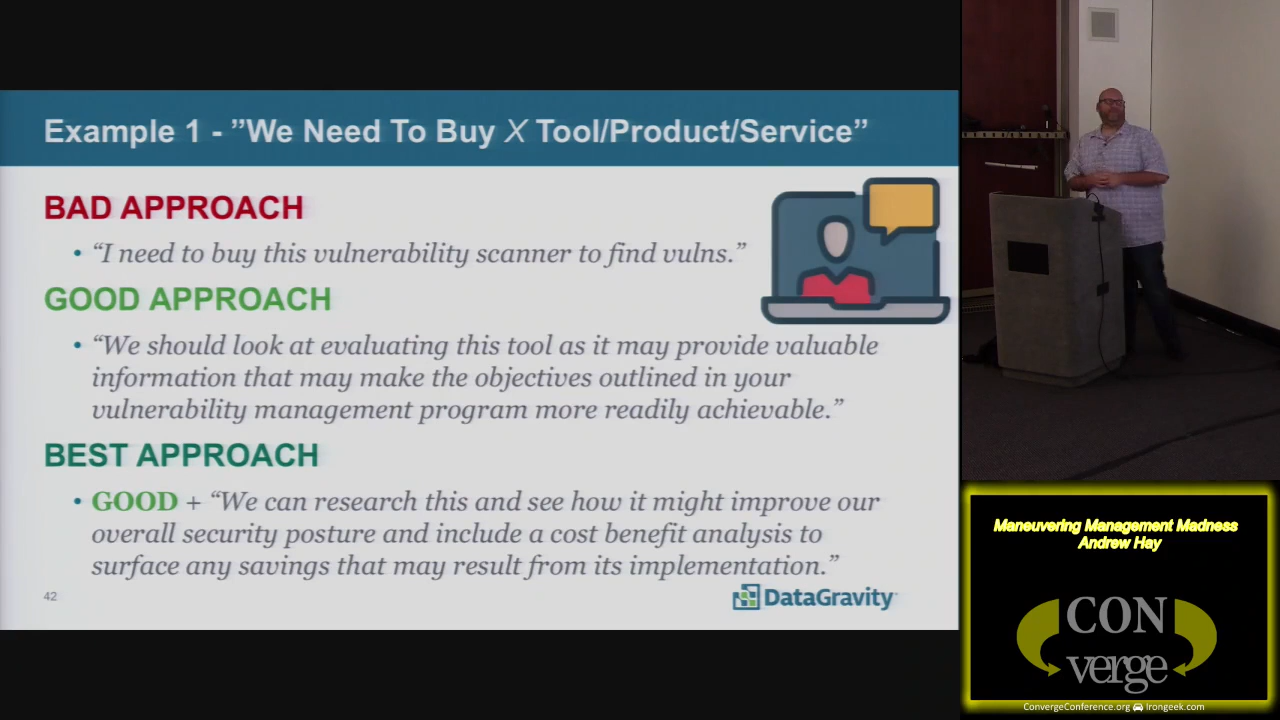 Example 1 - ”We Need To Buy X Tool/Product/Service”
BAD APPROACH
• “I need to buy this vulnerability scanner to find vulns.”
GOOD APPROACH
• “We should look at evaluating this tool as it may provide valuable
information that may make the objectives outlined in your
vulnerability management program more readily achievable.”
BEST APPROACH
• GOOD + “We can research this and see how it might improve our
overall security posture and include a cost benefit analysis to
surface any savings that may result from its implementation.”
42
DataGravity
Maneuvering Management Madness
Andrew Hay
CON
verge
ConvergeConference.org Irongeek.com